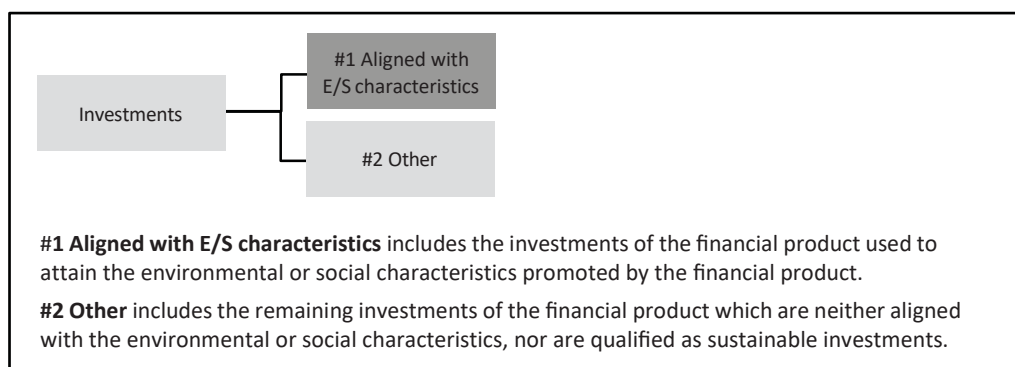 #1 Aligned with
E/S characteristics
Investments
#2 Other
#1 Aligned with E/S characteristics includes the investments of the financial product used to
attain the environmental or social characteristics promoted by the financial product.
#2 Other includes the remaining investments of the financial product which are neither aligned
with the environmental or social characteristics, nor are qualified as sustainable investments.